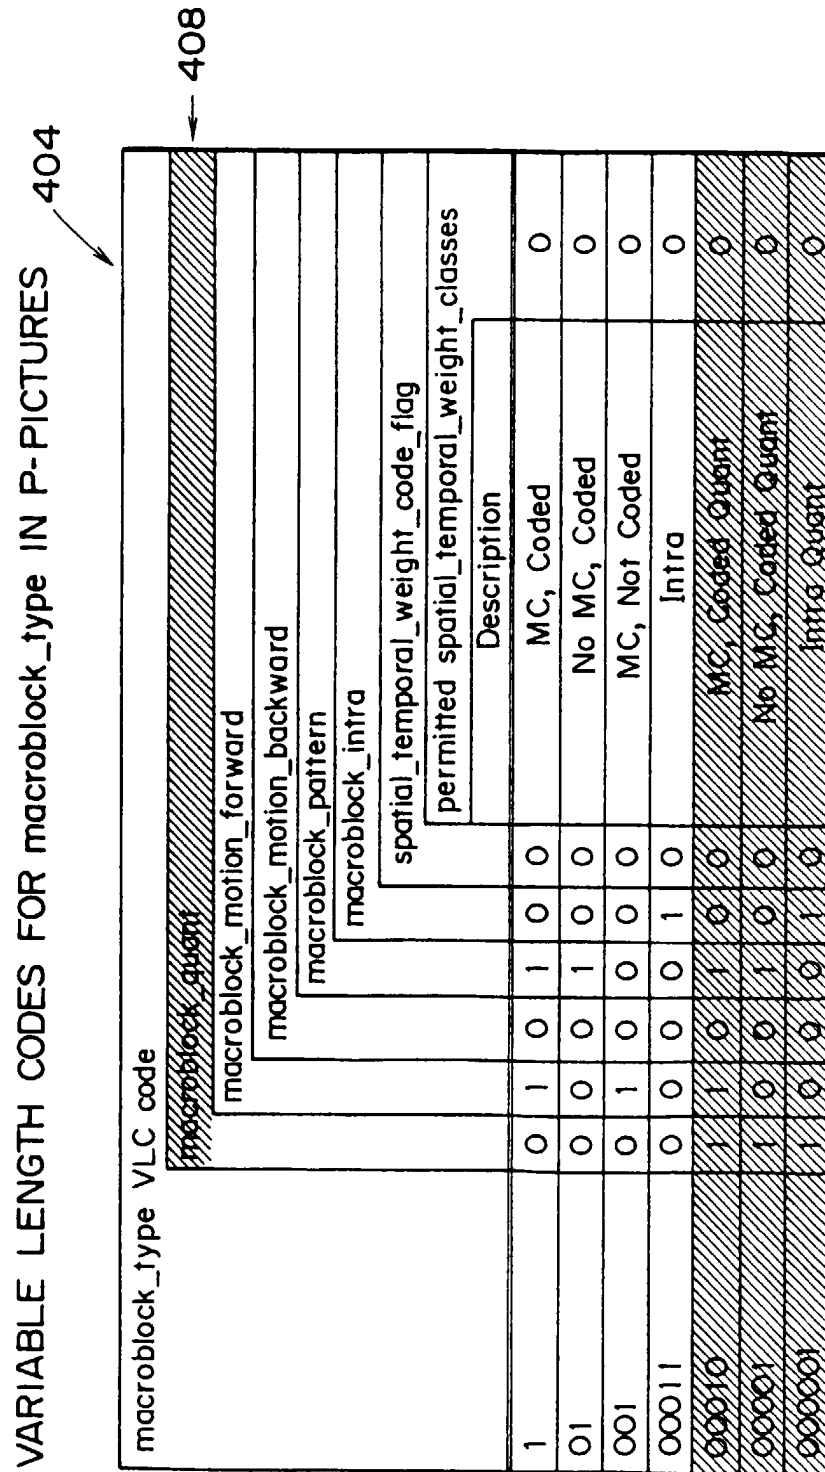 VARIABLE LENGTH CODES FOR macroblock_type IN P-PICTURES
404
408
macroblock_type VLC code
macroblock_quant
macroblock_motion_forward
macroblock_motion_backward
macroblock_pattern
macroblock_intra
spatial_temporal_weight_code_flag
permitted spatial_temporal_weight_classes
Description
1 0 1 0 1 0 0 MC, Coded 0
01 0 0 0 1 0 0 No MC, Coded 0
001 0 1 0 0 0 0 MC, Not Coded 0
00011 0 0 0 0 1 0 Intra 0
00010 1 1 0 1 0 0 MC, Coded Quant 0
00001 1 0 0 1 0 0 No MC, Coded Quant 0
000001 1 0 0 0 1 0 Intra Quant 0